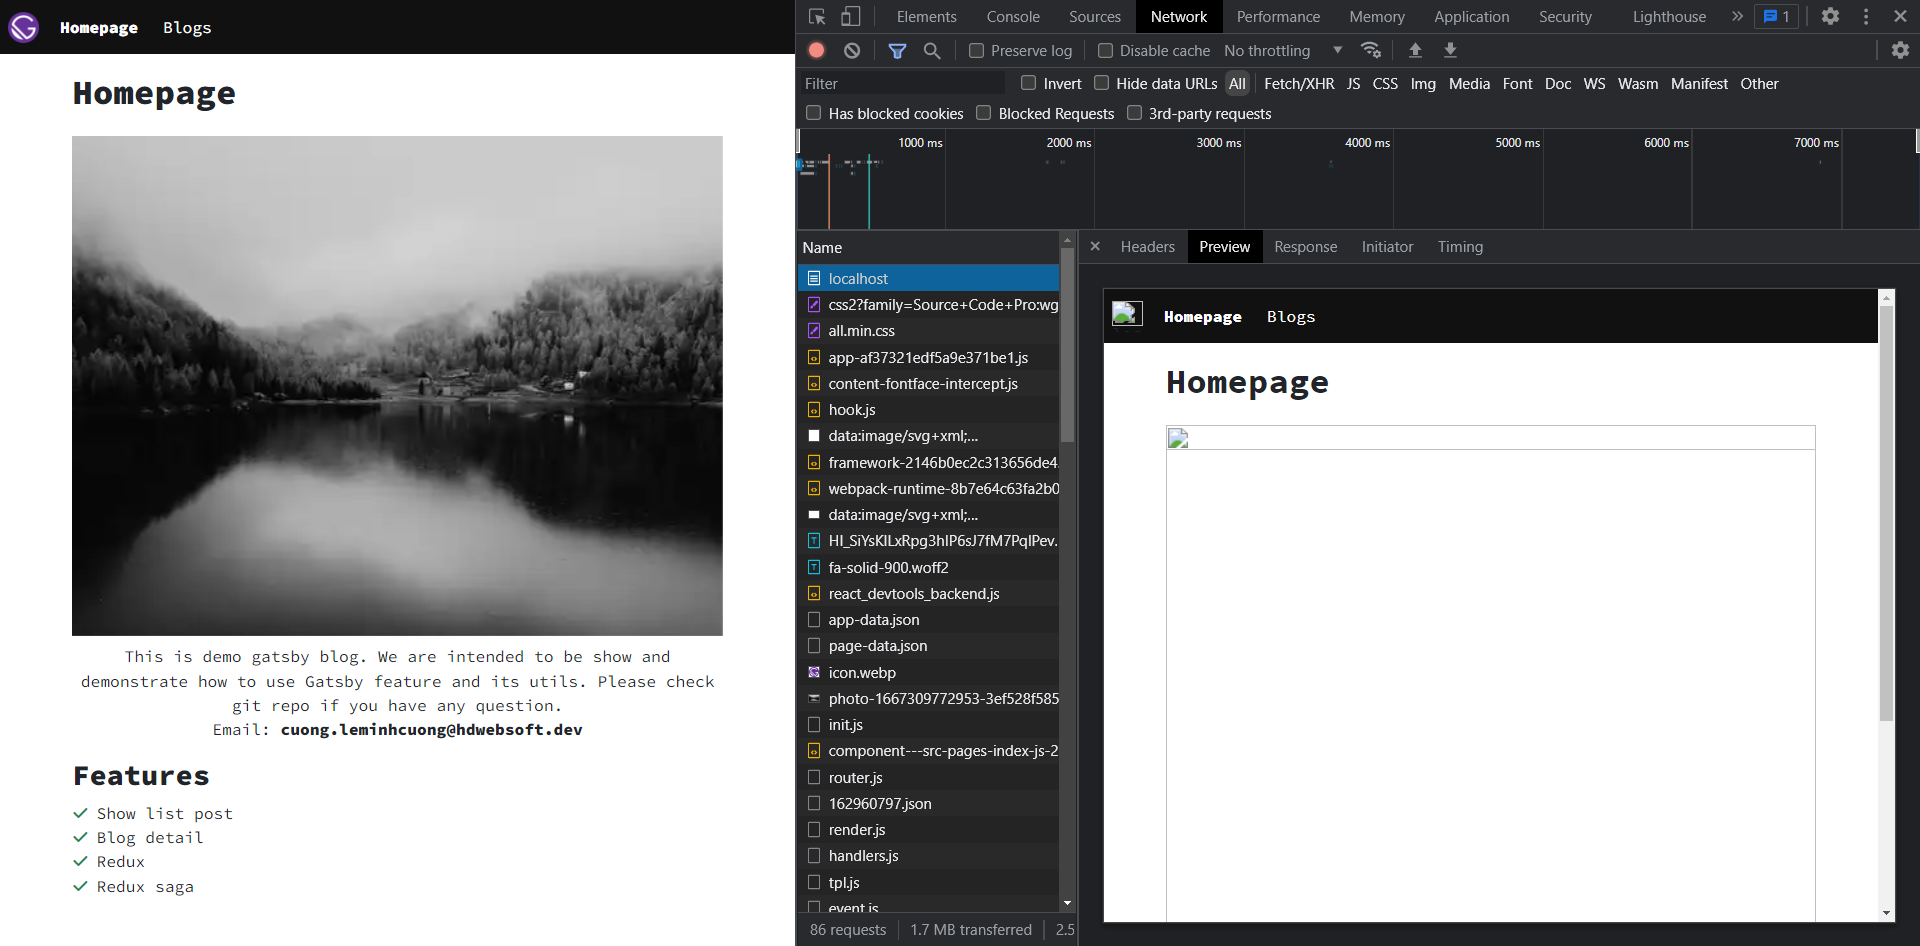 Homepage Blogs
Homepage
This is demo gatsby blog. We are intended to be show and
demonstrate how to use Gatsby feature and its utils. Please check
git repo if you have any question.
Email: cuong.leminhcuong@hdwebsoft.dev
Features
Show list post
Blog detail
Redux
Redux saga
Elements Console Sources Network Performance Memory Application Security Lighthouse 1
Preserve log Disable cache No throttling
Filter Invert Hide data URLs All Fetch/XHR JS CSS Img Media Font Doc WS Wasm Manifest Other
Has blocked cookies Blocked Requests 3rd-party requests
1000 ms 2000 ms 3000 ms 4000 ms 5000 ms 6000 ms 7000 ms
Name
localhost
css2?family=Source+Code+Pro:wg
all.min.css
app-af37321edf5a9e371be1.js
content-fontface-intercept.js
hook.js
data:image/svg+xml;...
framework-2146b0ec2c313656de4
webpack-runtime-8b7e64c63fa2b0
data:image/svg+xml;...
fa-solid-900.woff2
react_devtools_backend.js
app-data.json
page-data.json
icon.webp
photo-1667309772953-3ef528f585
init.js
component---src-pages-index-js-2
router.js
162960797.json
render.js
handlers.js
tpl.js
event.js
86 requests 1.7 MB transferred 2.5
Headers Preview Response Initiator Timing
Homepage Blogs
Homepage